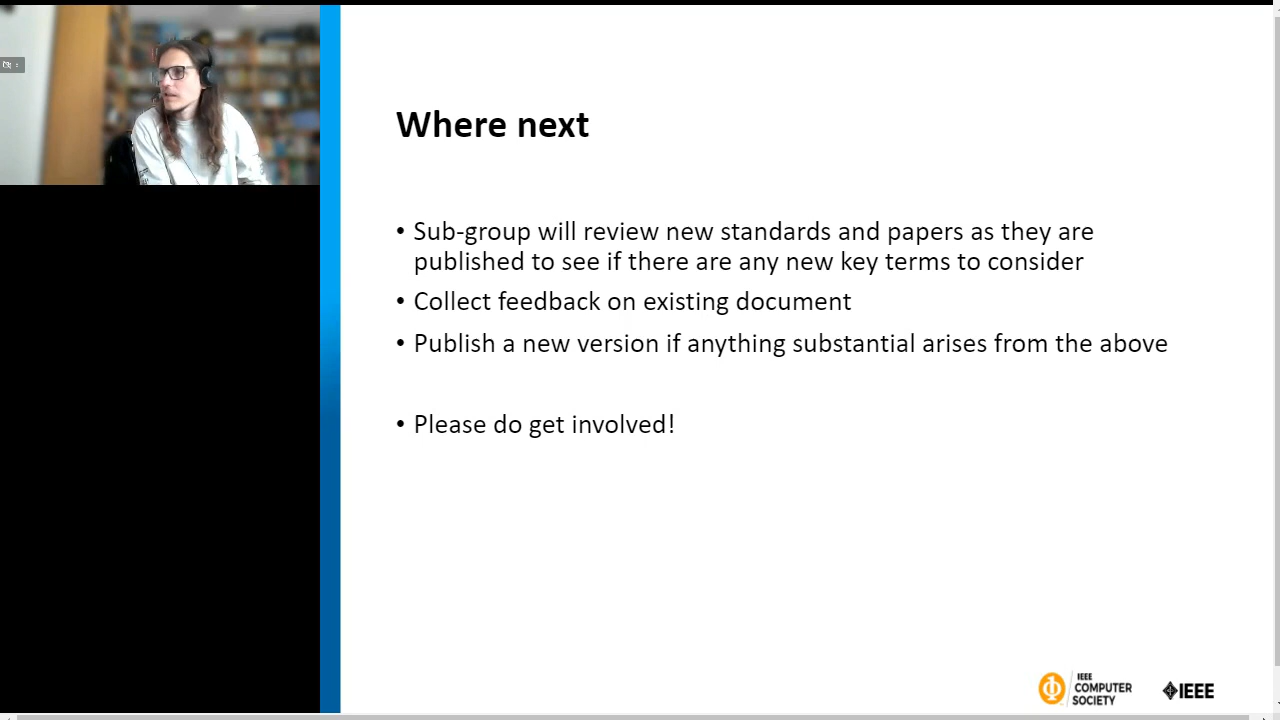 Where next
• Sub-group will review new standards and papers as they are
published to see if there are any new key terms to consider
• Collect feedback on existing document
• Publish a new version if anything substantial arises from the above
• Please do get involved!
IEEE
COMPUTER
SOCIETY
IEEE